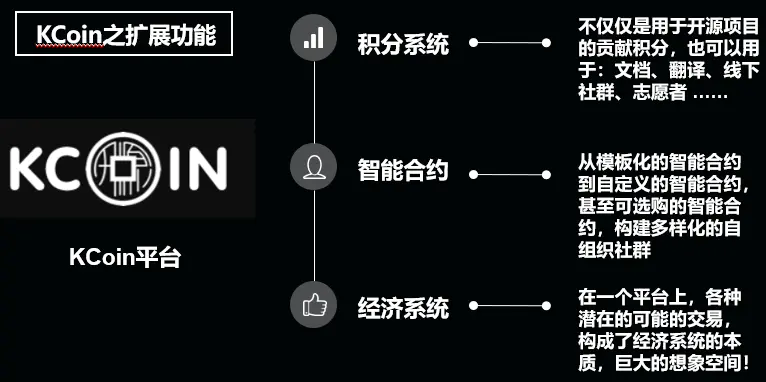 KCoin之扩展功能
积分系统
不仅仅是用于开源项目
的贡献积分，也可以用
于：文档、翻译、线下
社群、志愿者 ……
KCOIN
KCoin平台
智能合约
从模板化的智能合约
到自定义的智能合约，
甚至可选购的智能合
约，构建多样化的自
组织社群
经济系统
在一个平台上，各种
潜在的可能的交易，
构成了经济系统的本
质，巨大的想象空间！